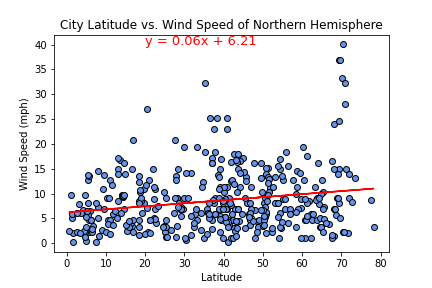 City Latitude vs. Wind Speed of Northern Hemisphere
y = 0.06x + 6.21
Wind Speed (mph)
40
35
30
25
20
15
10
5
0
0 10 20 30 40 50 60 70 80
Latitude